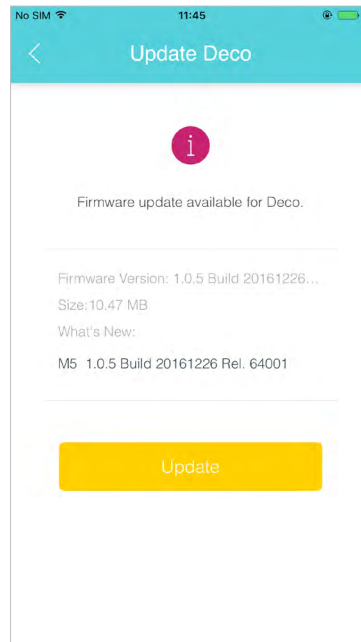 No SIM 11:45
Update Deco
i
Firmware update available for Deco.
Firmware Version: 1.0.5 Build 20161226...
Size:10.47 MB
What's New:
M5 1.0.5 Build 20161226 Rel. 64001
Update